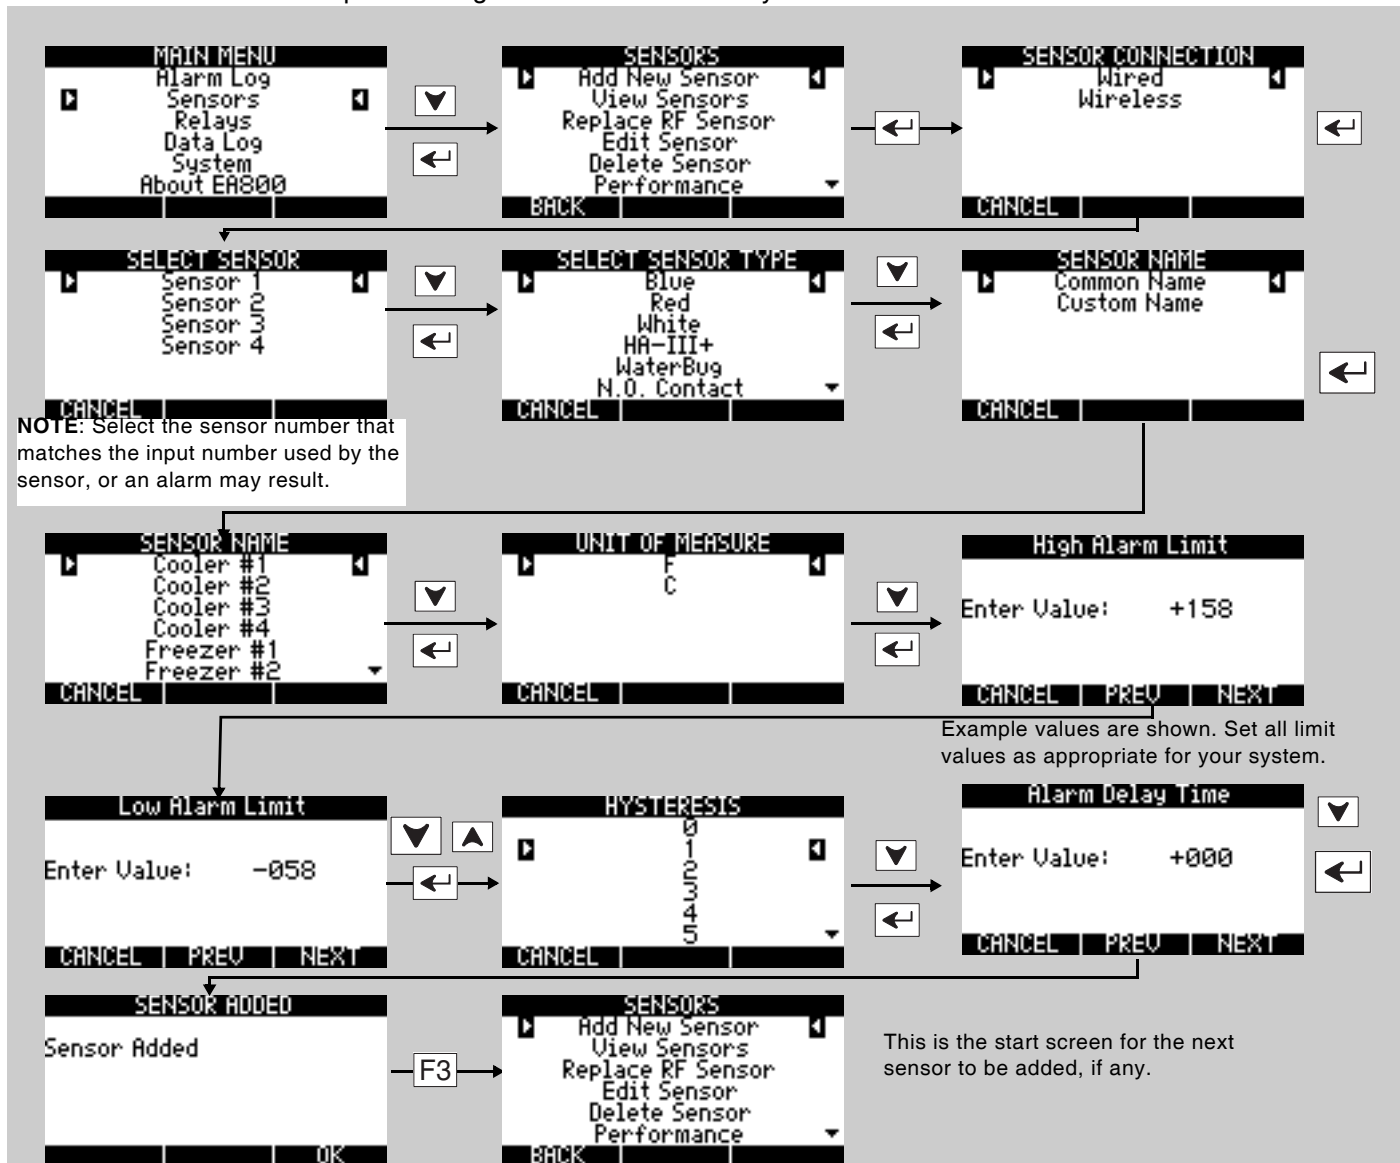 MAIN MENU
Alarm Log
Sensors
Relays
Data Log
System
About EA800
SENSORS
Add New Sensor
View Sensors
Replace RF Sensor
Edit Sensor
Delete Sensor
Performance
BACK
SENSOR CONNECTION
Wired
Wireless
CANCEL
SELECT SENSOR
Sensor 1
Sensor 2
Sensor 3
Sensor 4
CANCEL
NOTE: Select the sensor number that
matches the input number used by the
sensor, or an alarm may result.
SELECT SENSOR TYPE
Blue
Red
White
HA-III+
WaterBug
N.O. Contact
CANCEL
SENSOR NAME
Common Name
Custom Name
CANCEL
SENSOR NAME
Cooler #1
Cooler #2
Cooler #3
Cooler #4
Freezer #1
Freezer #2
CANCEL
UNIT OF MEASURE
F
C
CANCEL
High Alarm Limit
Enter Value: +158
CANCEL PREV NEXT
Example values are shown. Set all limit
values as appropriate for your system.
Low Alarm Limit
Enter Value: -058
CANCEL PREV NEXT
HYSTERESIS
0
1
2
3
4
5
CANCEL
Alarm Delay Time
Enter Value: +000
CANCEL PREV NEXT
SENSOR ADDED
Sensor Added
OK
F3
SENSORS
Add New Sensor
View Sensors
Replace RF Sensor
Edit Sensor
Delete Sensor
Performance
BACK
This is the start screen for the next
sensor to be added, if any.